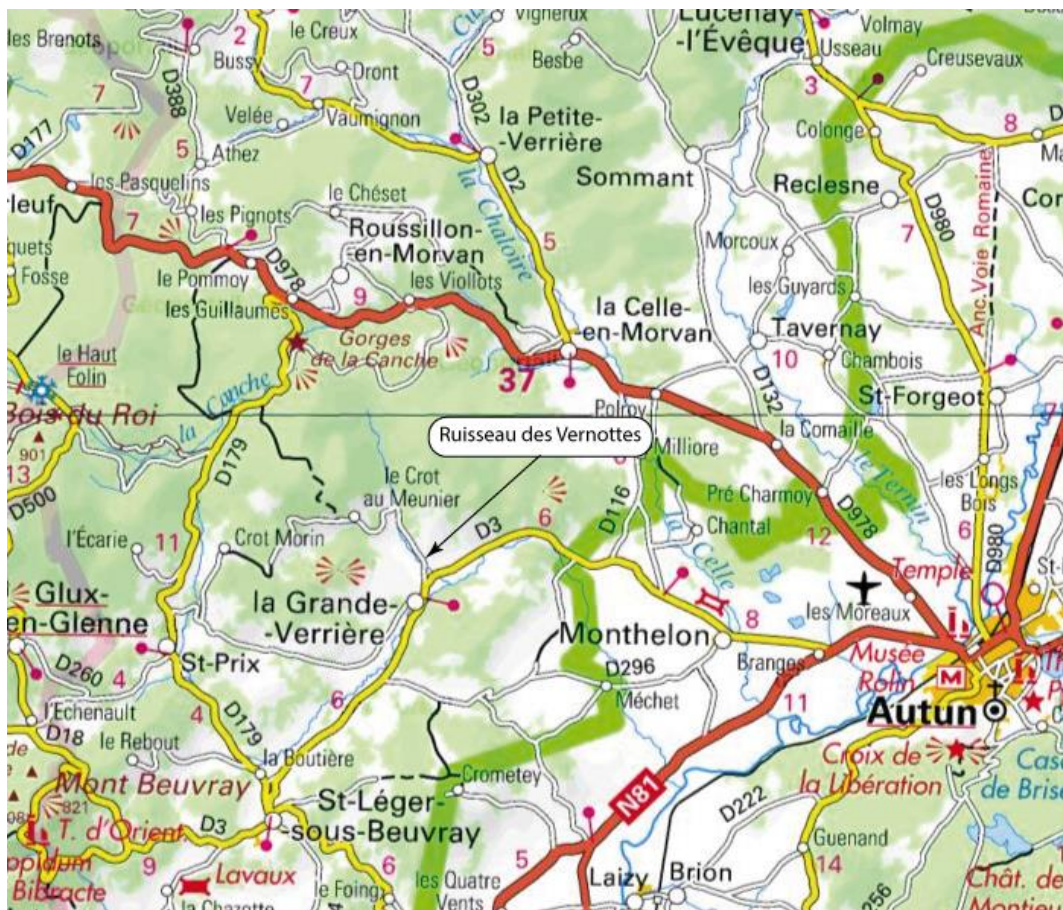 Lucenay-
-l'Évêque
Vignerux
Volmay
les Brenots
2
le Creux
5
Usseau
Creusevaux
Bussy
Besbe
3
Dront
7
7
D388
D302
Velée
Vaumignon
la Petite-
-Verrière
Colonge
8
D177
5
Athez
Sommant
les Pasquelins
D2
la Chaloire
Reclesne
D980
Anc. Voie Romaine
le Chéset
7
les Pignots
Roussillon-
-en-Morvan
5
Morcoux
7
Fosse
le Pommoy
D978
les Viollots
les Guyards
les Guillaumes
9
la Celle-
-en-Morvan
Gorges
de la Canche
Tavernay
le Haut
Folin
10
Chambois
37
St-Forgeot
la Canche
D132
Bois du Roi
Polroy
Ruisseau des Vernottes
la Comaille
901
Milliore
13
D179
le Crot
au Meunier
Pré Charmoy
le Ternin
les Longs
Bois
D500
6
D116
D978
l'Écarie
11
Crot Morin
D3
Chantal
12
6
D980
la Celle
Temple
Glux-
-en-Glenne
la Grande-
-Verrière
les Moreaux
8
Monthelon
St-Prix
Branges
Musée
Rolin
M
D260
4
D296
Méchet
l'Echenault
6
11
Autun
D18
4
D179
le Rebout
la Boutière
Croix de
la Libération
Mont Beuvray
Crometey
N81
821
St-Léger-
-sous-Beuvray
D222
T. d'Orient.
D3
Guenand
9
6
5
14
Bibracte
Lavaux
le Foing
les Quatre
Vents
Laizy
Brion
Chât. de
256
la Chazotte